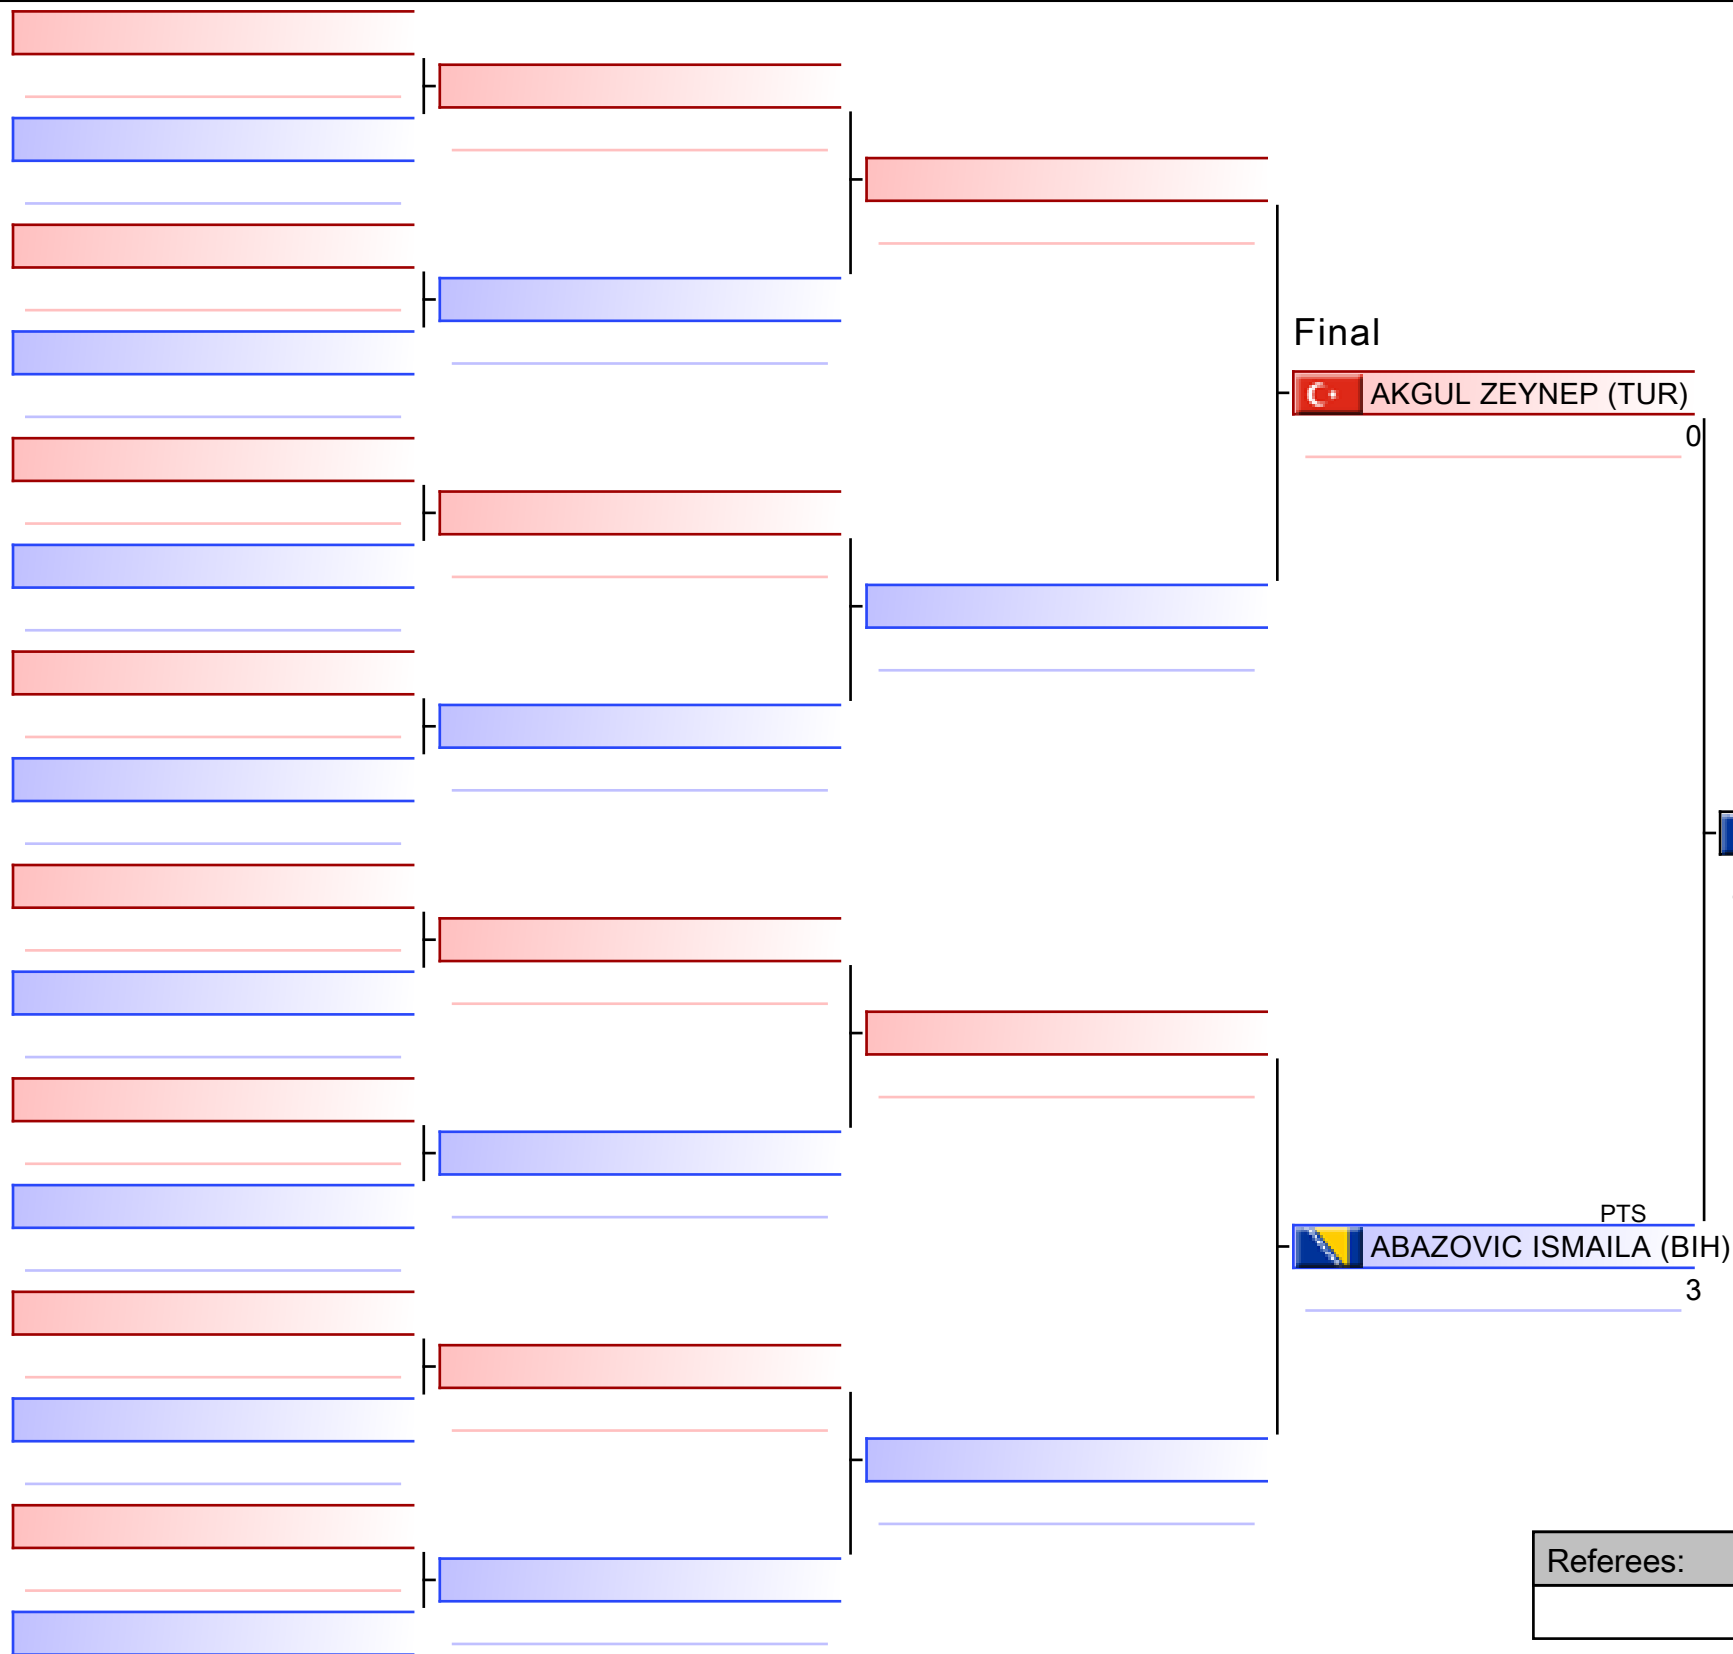 Final
AKGUL ZEYNEP (TUR)
0
PTS
ABAZOVIC ISMAILA (BIH)
3
Referees: